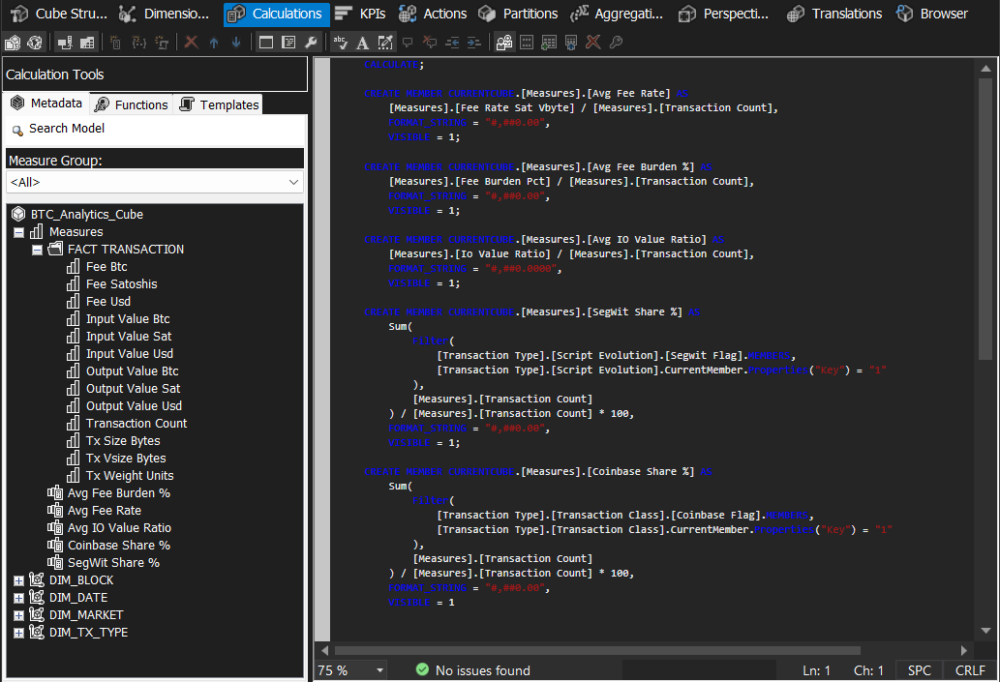 Cube Stru...
Dimensio...
Calculations
KPIs
Actions
Partitions
Aggregati...
Perspecti...
Translations
Browser
Calculation Tools
Metadata
Functions
Templates
Search Model
Measure Group:
<All>
BTC_Analytics_Cube
Measures
FACT TRANSACTION
Fee Btc
Fee Satoshis
Fee Usd
Input Value Btc
Input Value Sat
Input Value Usd
Output Value Btc
Output Value Sat
Output Value Usd
Transaction Count
Tx Size Bytes
Tx Vsize Bytes
Tx Weight Units
Avg Fee Burden %
Avg Fee Rate
Avg IO Value Ratio
Coinbase Share %
SegWit Share %
DIM_BLOCK
DIM_DATE
DIM_MARKET
DIM_TX_TYPE
CALCULATE;
CREATE MEMBER CURRENTCUBE.[Measures].[Avg Fee Rate] AS
[Measures].[Fee Rate Sat Vbyte] / [Measures].[Transaction Count],
FORMAT_STRING = "#,##0.00",
VISIBLE = 1;
CREATE MEMBER CURRENTCUBE.[Measures].[Avg Fee Burden %] AS
[Measures].[Fee Burden Pct] / [Measures].[Transaction Count],
FORMAT_STRING = "#,##0.00",
VISIBLE = 1;
CREATE MEMBER CURRENTCUBE.[Measures].[Avg IO Value Ratio] AS
[Measures].[Io Value Ratio] / [Measures].[Transaction Count],
FORMAT_STRING = "#,##0.0000",
VISIBLE = 1;
CREATE MEMBER CURRENTCUBE.[Measures].[SegWit Share %] AS
Sum(
Filter(
[Transaction Type].[Script Evolution].[Segwit Flag].MEMBERS,
[Transaction Type].[Script Evolution].CurrentMember.Properties("Key") = "1"
),
[Measures].[Transaction Count]
) / [Measures].[Transaction Count] * 100,
FORMAT_STRING = "#,##0.00",
VISIBLE = 1;
CREATE MEMBER CURRENTCUBE.[Measures].[Coinbase Share %] AS
Sum(
Filter(
[Transaction Type].[Transaction Class].[Coinbase Flag].MEMBERS,
[Transaction Type].[Transaction Class].CurrentMember.Properties("Key") = "1"
),
[Measures].[Transaction Count]
) / [Measures].[Transaction Count] * 100,
FORMAT_STRING = "#,##0.00",
VISIBLE = 1
75 %
No issues found
Ln: 1
Ch: 1
SPC
CRLF